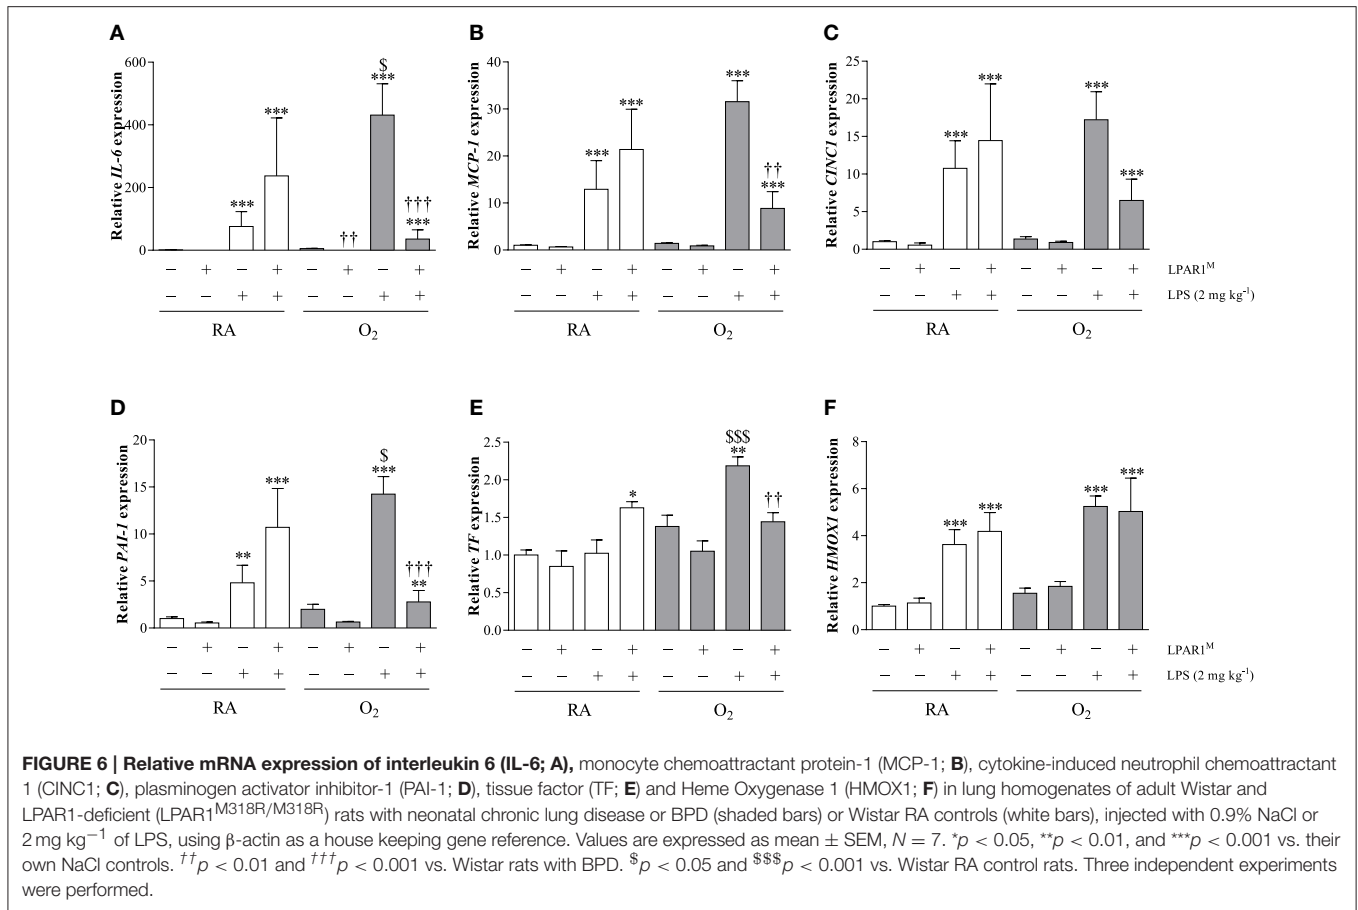 A
B
C
Relative IL-6 expression
600
400
200
0
***
***
$
***
††
†††
***
Relative MCP-1 expression
40
30
20
10
0
***
***
***
††
***
Relative CINC1 expression
25
20
15
10
5
0
***
***
***
***
– + – + – + – +
– + – + – + – +
– + – + – + – + LPAR1M
– – + + – – + +
– – + + – – + +
– – + + – – + + LPS (2 mg kg-1)
RA O2
RA O2
RA O2
D
E
F
Relative PAI-1 expression
20
15
10
5
0
**
***
$
***
†††
**
Relative TF expression
2.5
2.0
1.5
1.0
0.5
0.0
*
$$$
**
††
Relative HMOX1 expression
8
6
4
2
0
***
***
***
***
– + – + – + – +
– + – + – + – +
– + – + – + – + LPAR1M
– – + + – – + +
– – + + – – + +
– – + + – – + + LPS (2 mg kg-1)
RA O2
RA O2
RA O2
FIGURE 6 | Relative mRNA expression of interleukin 6 (IL-6; A), monocyte chemoattractant protein-1 (MCP-1; B), cytokine-induced neutrophil chemoattractant
1 (CINC1; C), plasminogen activator inhibitor-1 (PAI-1; D), tissue factor (TF; E) and Heme Oxygenase 1 (HMOX1; F) in lung homogenates of adult Wistar and
LPAR1-deficient (LPAR1M318R/M318R) rats with neonatal chronic lung disease or BPD (shaded bars) or Wistar RA controls (white bars), injected with 0.9% NaCl or
2 mg kg−1 of LPS, using β-actin as a house keeping gene reference. Values are expressed as mean ± SEM, N = 7. *p < 0.05, **p < 0.01, and ***p < 0.001 vs. their
own NaCl controls. ††p < 0.01 and †††p < 0.001 vs. Wistar rats with BPD. $p < 0.05 and $$$p < 0.001 vs. Wistar RA control rats. Three independent experiments
were performed.